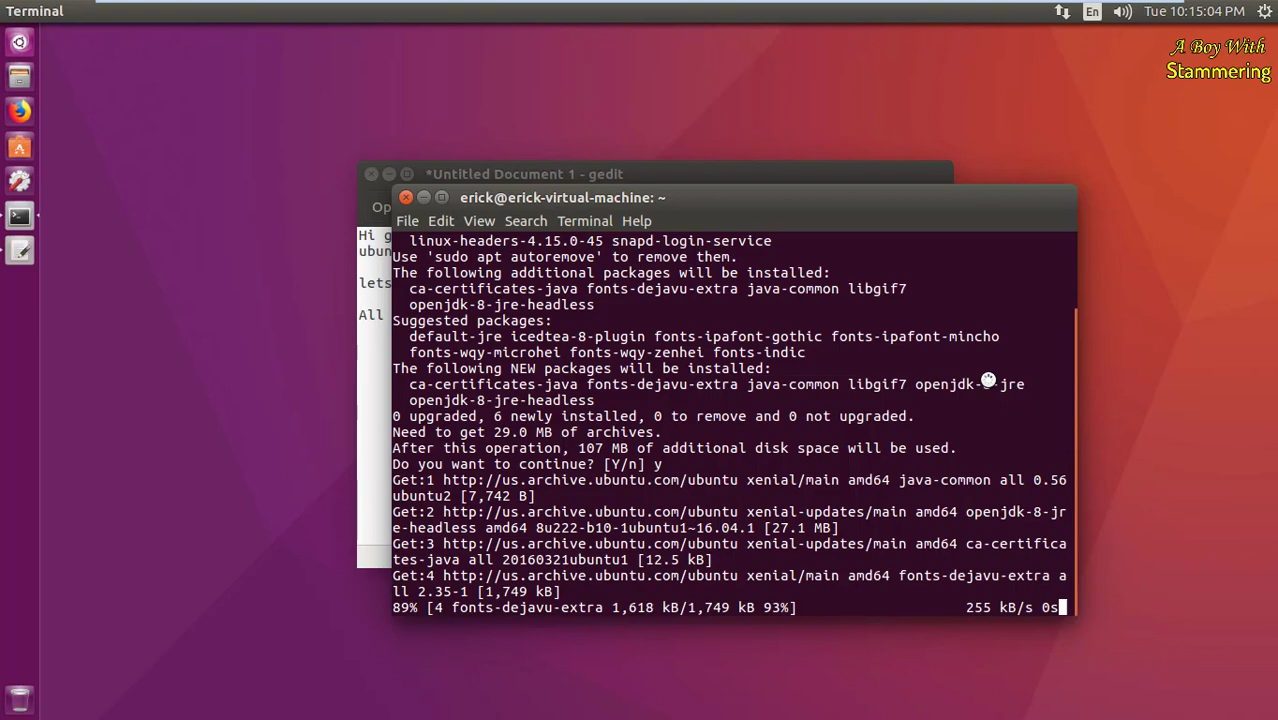 Terminal
En
Tue 10:15:04 PM
A Boy With
Stammering
*Untitled Document 1 - gedit
Op
Hi g
ubun
lets
All
erick@erick-virtual-machine: ~
File Edit View Search Terminal Help
linux-headers-4.15.0-45 snapd-login-service
Use 'sudo apt autoremove' to remove them.
The following additional packages will be installed:
ca-certificates-java fonts-dejavu-extra java-common libgif7
openjdk-8-jre-headless
Suggested packages:
default-jre icedtea-8-plugin fonts-ipafont-gothic fonts-ipafont-mincho
fonts-wqy-microhei fonts-wqy-zenhei fonts-indic
The following NEW packages will be installed:
ca-certificates-java fonts-dejavu-extra java-common libgif7 openjdk-8-jre
openjdk-8-jre-headless
0 upgraded, 6 newly installed, 0 to remove and 0 not upgraded.
Need to get 29.0 MB of archives.
After this operation, 107 MB of additional disk space will be used.
Do you want to continue? [Y/n] y
Get:1 http://us.archive.ubuntu.com/ubuntu xenial/main amd64 java-common all 0.56
ubuntu2 [7,742 B]
Get:2 http://us.archive.ubuntu.com/ubuntu xenial-updates/main amd64 openjdk-8-jr
e-headless amd64 8u222-b10-1ubuntu1~16.04.1 [27.1 MB]
Get:3 http://us.archive.ubuntu.com/ubuntu xenial-updates/main amd64 ca-certifica
tes-java all 20160321ubuntu1 [12.5 kB]
Get:4 http://us.archive.ubuntu.com/ubuntu xenial/main amd64 fonts-dejavu-extra a
ll 2.35-1 [1,749 kB]
89% [4 fonts-dejavu-extra 1,618 kB/1,749 kB 93%] 255 kB/s 0s